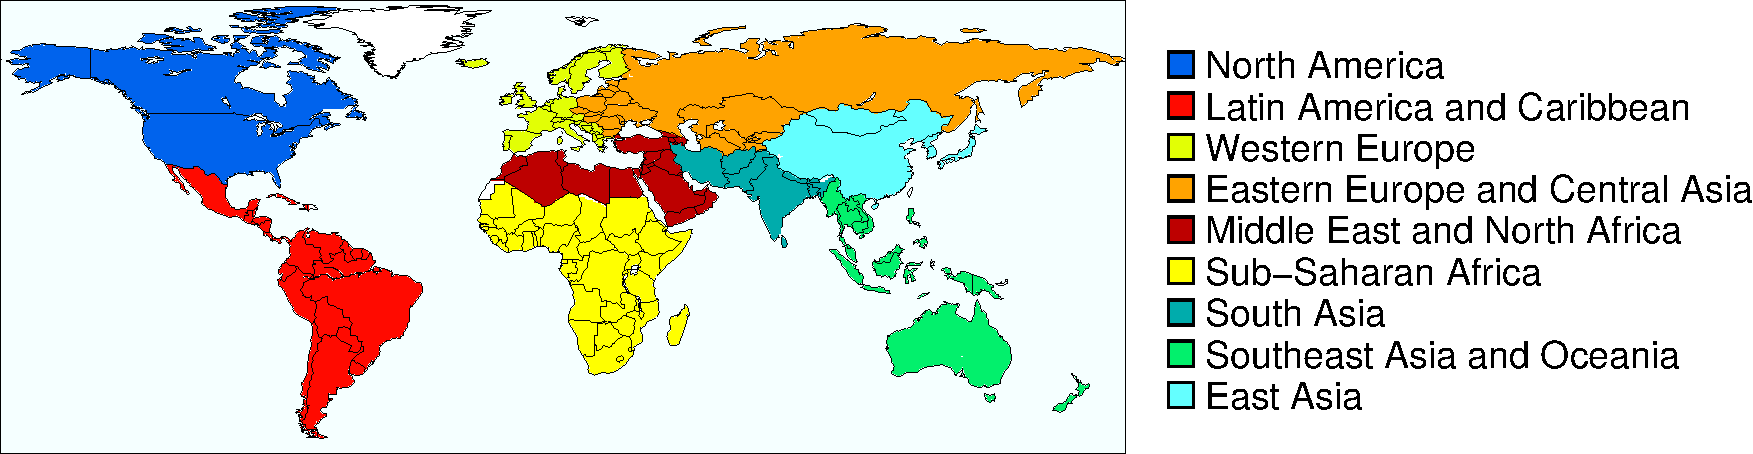 North America
Latin America and Caribbean
Western Europe
Eastern Europe and Central Asia
Middle East and North Africa
Sub−Saharan Africa
South Asia
Southeast Asia and Oceania
East Asia